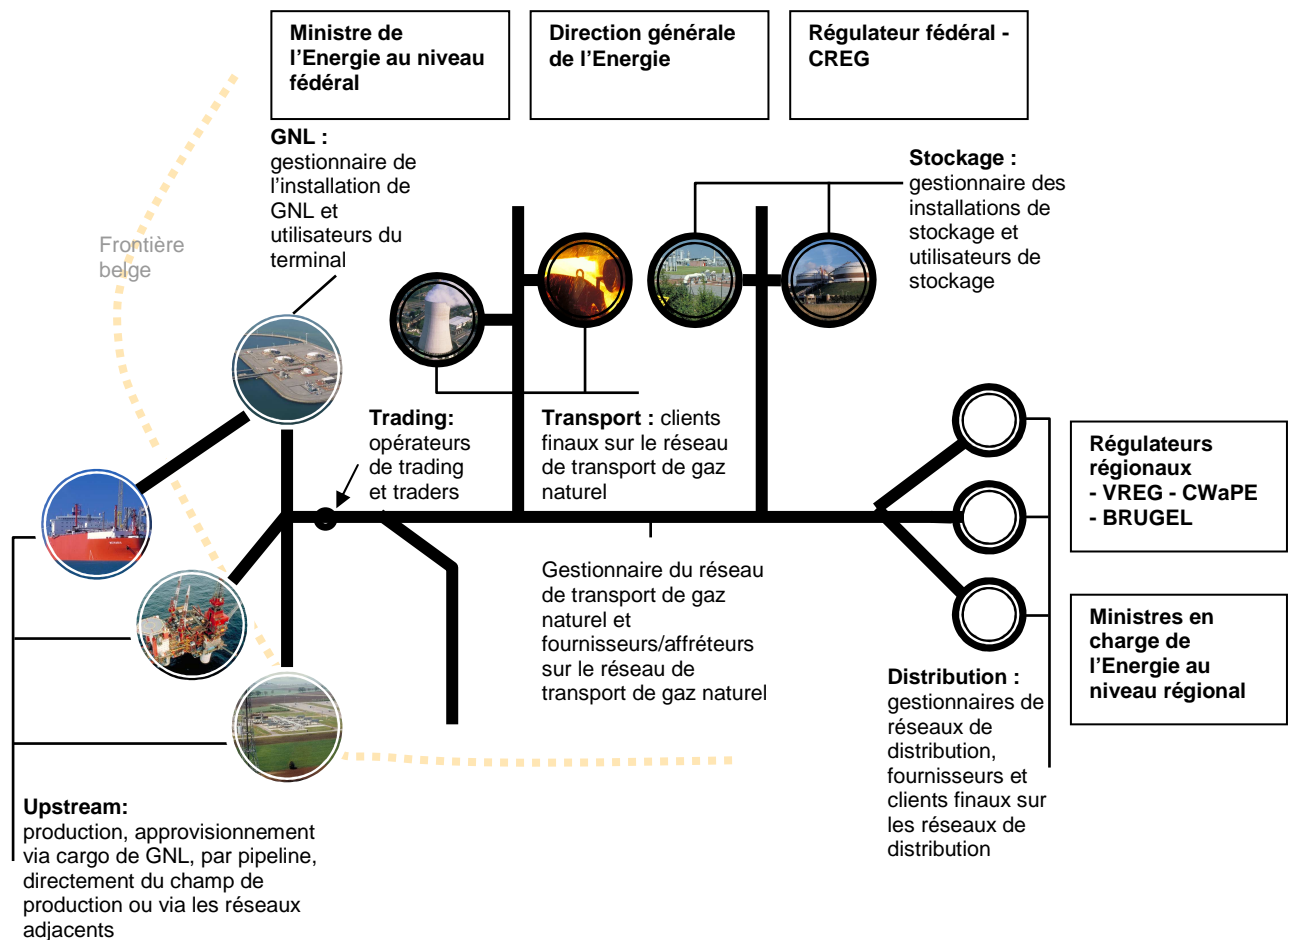 Ministre de
l’Energie au niveau
fédéral
Direction générale
de l’Energie
Régulateur fédéral -
CREG
GNL :
gestionnaire de
l’installation de
GNL et
utilisateurs du
terminal
Stockage :
gestionnaire des
installations de
stockage et
utilisateurs de
stockage
Frontière
belge
Trading:
opérateurs
de trading
et traders
Transport : clients
finaux sur le réseau
de transport de gaz
naturel
Régulateurs
régionaux
- VREG - CWaPE
- BRUGEL
Gestionnaire du réseau
de transport de gaz
naturel et
fournisseurs/affréteurs
sur le réseau de
transport de gaz naturel
Ministres en
charge de
l’Energie au
niveau régional
Distribution :
gestionnaires de
réseaux de
distribution,
fournisseurs et
clients finaux sur
les réseaux de
distribution
Upstream:
production, approvisionnement
via cargo de GNL, par pipeline,
directement du champ de
production ou via les réseaux
adjacents